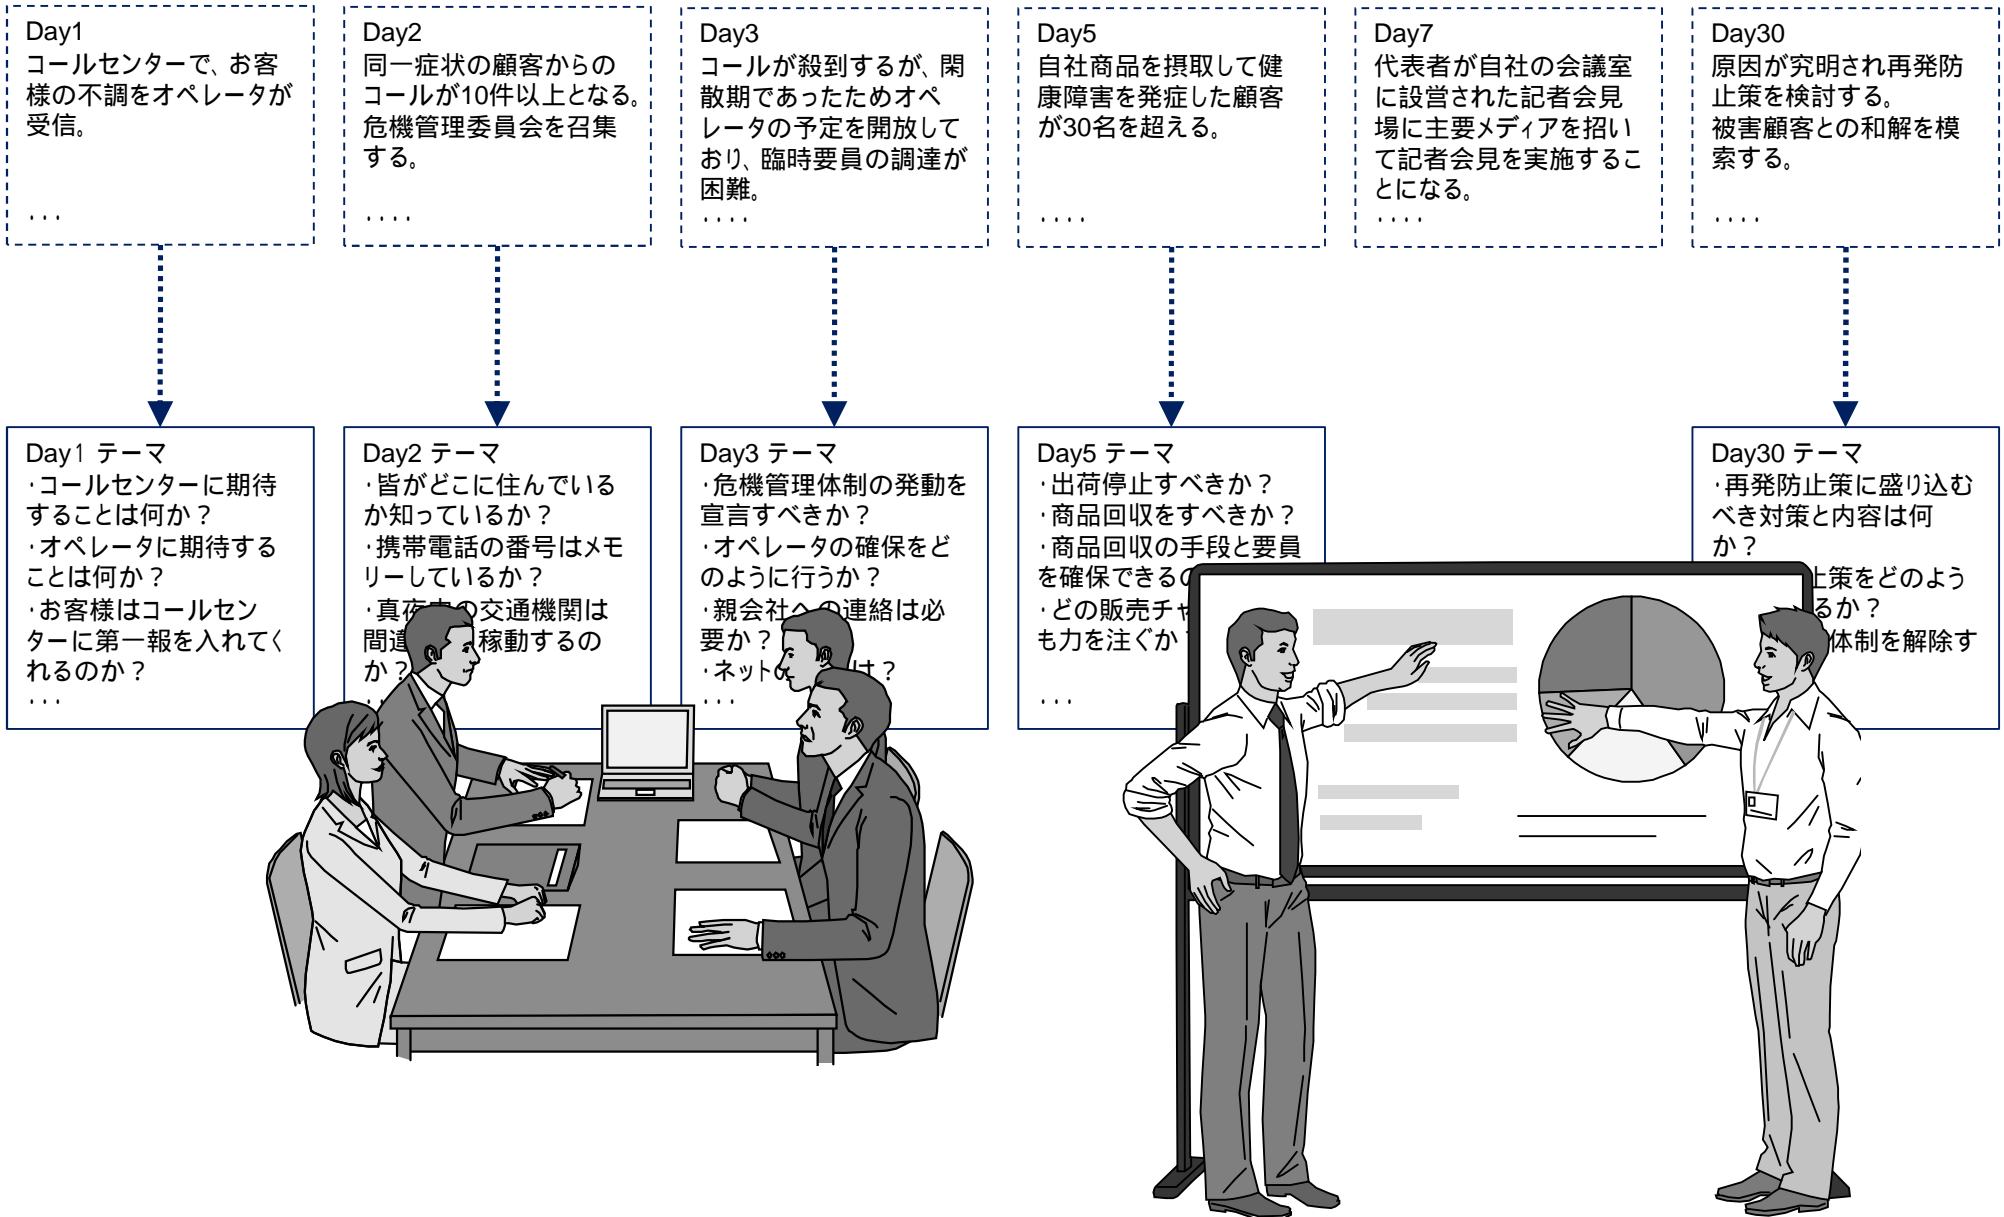 Day1
コールセンターで、お客
様の不調をオペレータが
受信。
...
Day2
同一症状の顧客からの
コールが10件以上となる。
危機管理委員会を召集
する。
....
Day3
コールが殺到するが、閑
散期であったためオペ
レータの予定を開放して
おり、臨時要員の調達が
困難。
....
Day5
自社商品を摂取して健
康障害を発症した顧客
が30名を超える。
....
Day7
代表者が自社の会議室
に設営された記者会見
場に主要メディアを招い
て記者会見を実施するこ
とになる。
....
Day30
原因が究明され再発防
止策を検討する。
被害顧客との和解を模
索する。
....
Day1 テーマ
・コールセンターに期待
することは何か？
・オペレータに期待する
ことは何か？
・お客様はコールセン
ターに第一報を入れてく
れるのか？
...
Day2 テーマ
・皆がどこに住んでいる
か知っているか？
・携帯電話の番号はメモ
リーしているか？
・真夜 の交通機関は
間違 稼動するの
か？
Day3 テーマ
・危機管理体制の発動を
宣言すべきか？
・オペレータの確保をど
のように行うか？
・親会社への連絡は必
要か？
・ネットの は？
...
Day5 テーマ
・出荷停止すべきか？
・商品回収をすべきか？
・商品回収の手段と要員
を確保できる
・どの販売チャ
も力を注ぐか
...
Day30 テーマ
・再発防止策に盛り込む
べき対策と内容は何
か？
止策をどのよう
るか？
体制を解除す